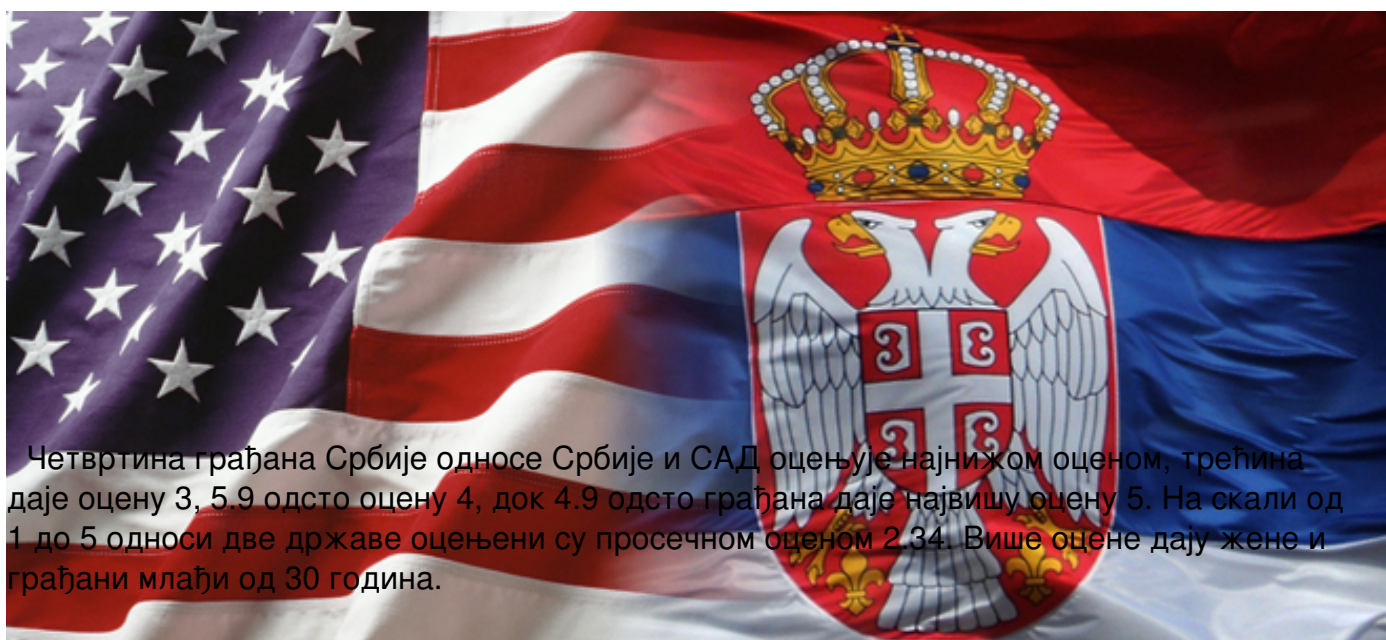 Четвртина грађана Србије односе Србије и САД оцењује најнижом оценом, трећина
даје оцену 3, 5.9 одсто оцену 4, док 4.9 одсто грађана даје највишу оцену 5. На скали од
1 до 5 односи две државе оцењени су просечном оценом 2.34. Више оцене дају жене и
грађани млађи од 30 година.